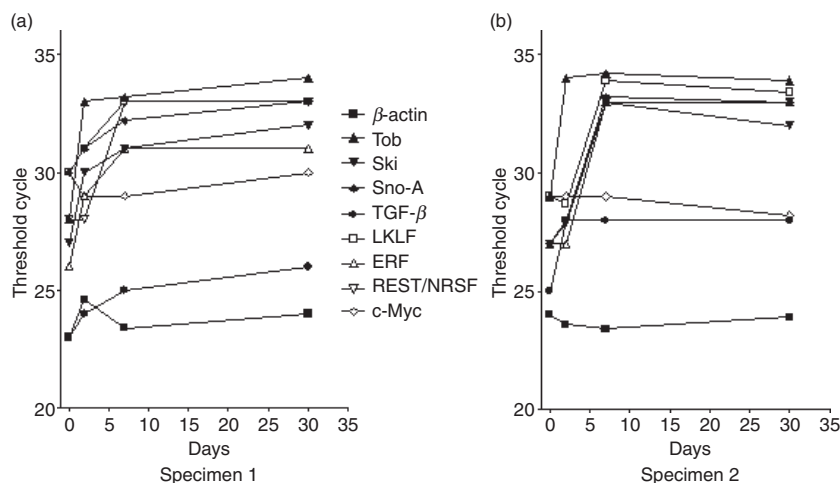 (a)
35
30
25
20
Threshold cycle
0 5 10 15 20 25 30 35
Days
Specimen 1
β-actin
Tob
Ski
Sno-A
TGF-β
LKLF
ERF
REST/NRSF
c-Myc
(b)
35
30
25
20
Threshold cycle
0 5 10 15 20 25 30 35
Days
Specimen 2